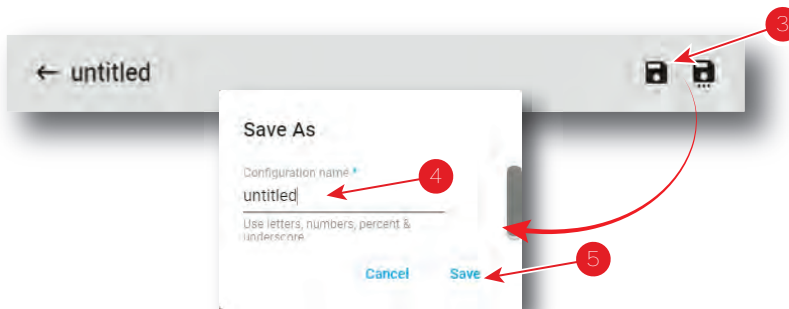 3
← untitled
Save As
Configuration name *
4
untitled
Use letters, numbers, percent &
underscore
5
Cancel Save